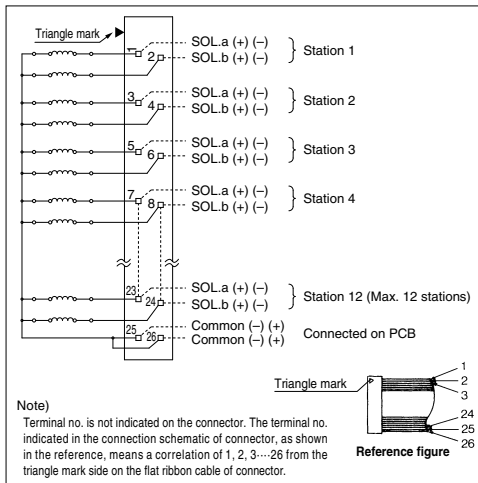 Triangle mark
1 SOL.a (+) (–)
2 SOL.b (+) (–)
Station 1
3 SOL.a (+) (–)
4 SOL.b (+) (–)
Station 2
5 SOL.a (+) (–)
6 SOL.b (+) (–)
Station 3
7 SOL.a (+) (–)
8 SOL.b (+) (–)
Station 4
23 SOL.a (+) (–)
24 SOL.b (+) (–)
Station 12 (Max. 12 stations)
25 Common (–) (+)
26 Common (–) (+)
Connected on PCB
Triangle mark
1
2
3
24
25
26
Reference figure
Note)
Terminal no. is not indicated on the connector. The terminal no.
indicated in the connection schematic of connector, as shown
in the reference, means a correlation of 1, 2, 3····26 from the
triangle mark side on the flat ribbon cable of connector.